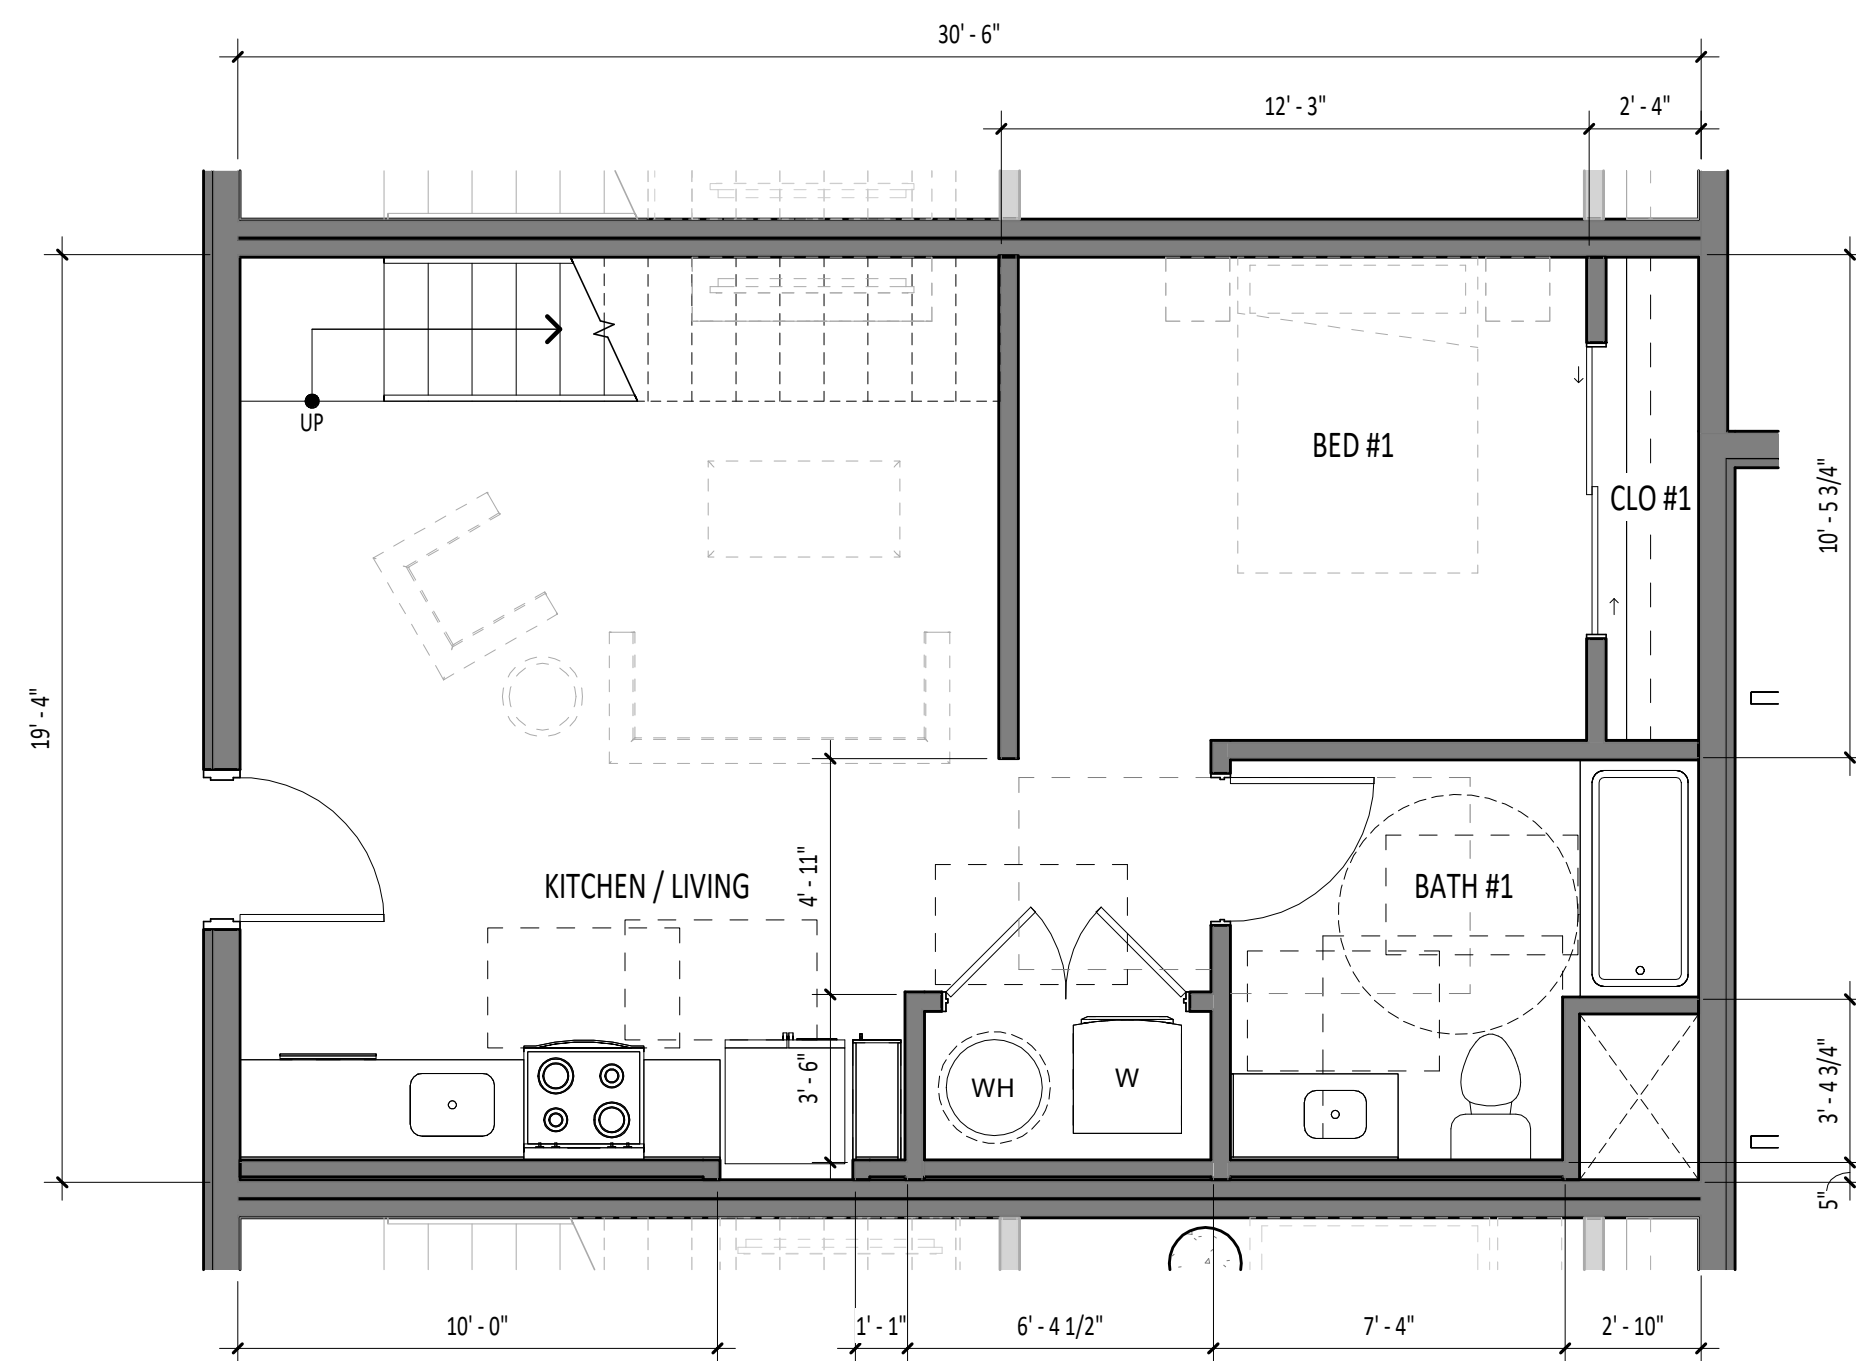 30' - 6"
12' - 3"
2' - 4"
UP
BED #1
CLO #1
10' - 5 3/4"
19' - 4"
KITCHEN / LIVING
4' - 11"
BATH #1
3' - 6"
WH
W
3' - 4 3/4"
5"
10' - 0"
1' - 1"
6' - 4 1/2"
7' - 4"
2' - 10"